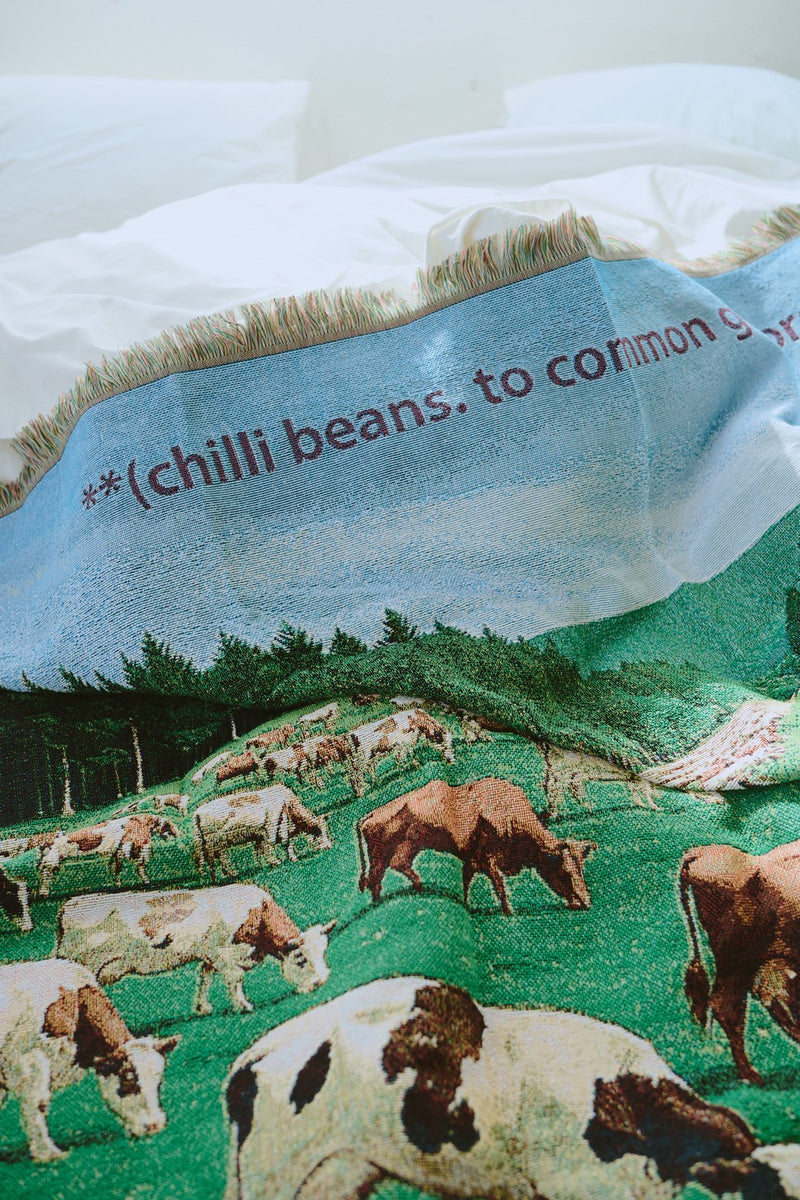 **(chilli beans. to common